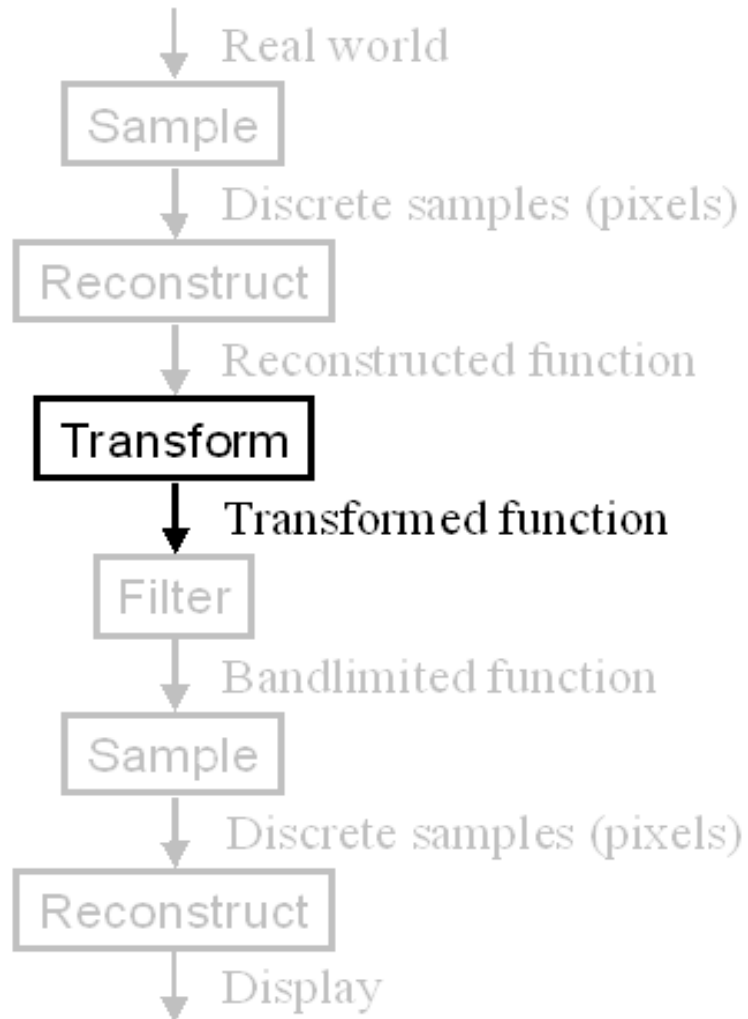 Real world
Sample
Discrete samples (pixels)
Reconstruct
Reconstructed function
Transform
Transformed function
Filter
Bandlimited function
Sample
Discrete samples (pixels)
Reconstruct
Display